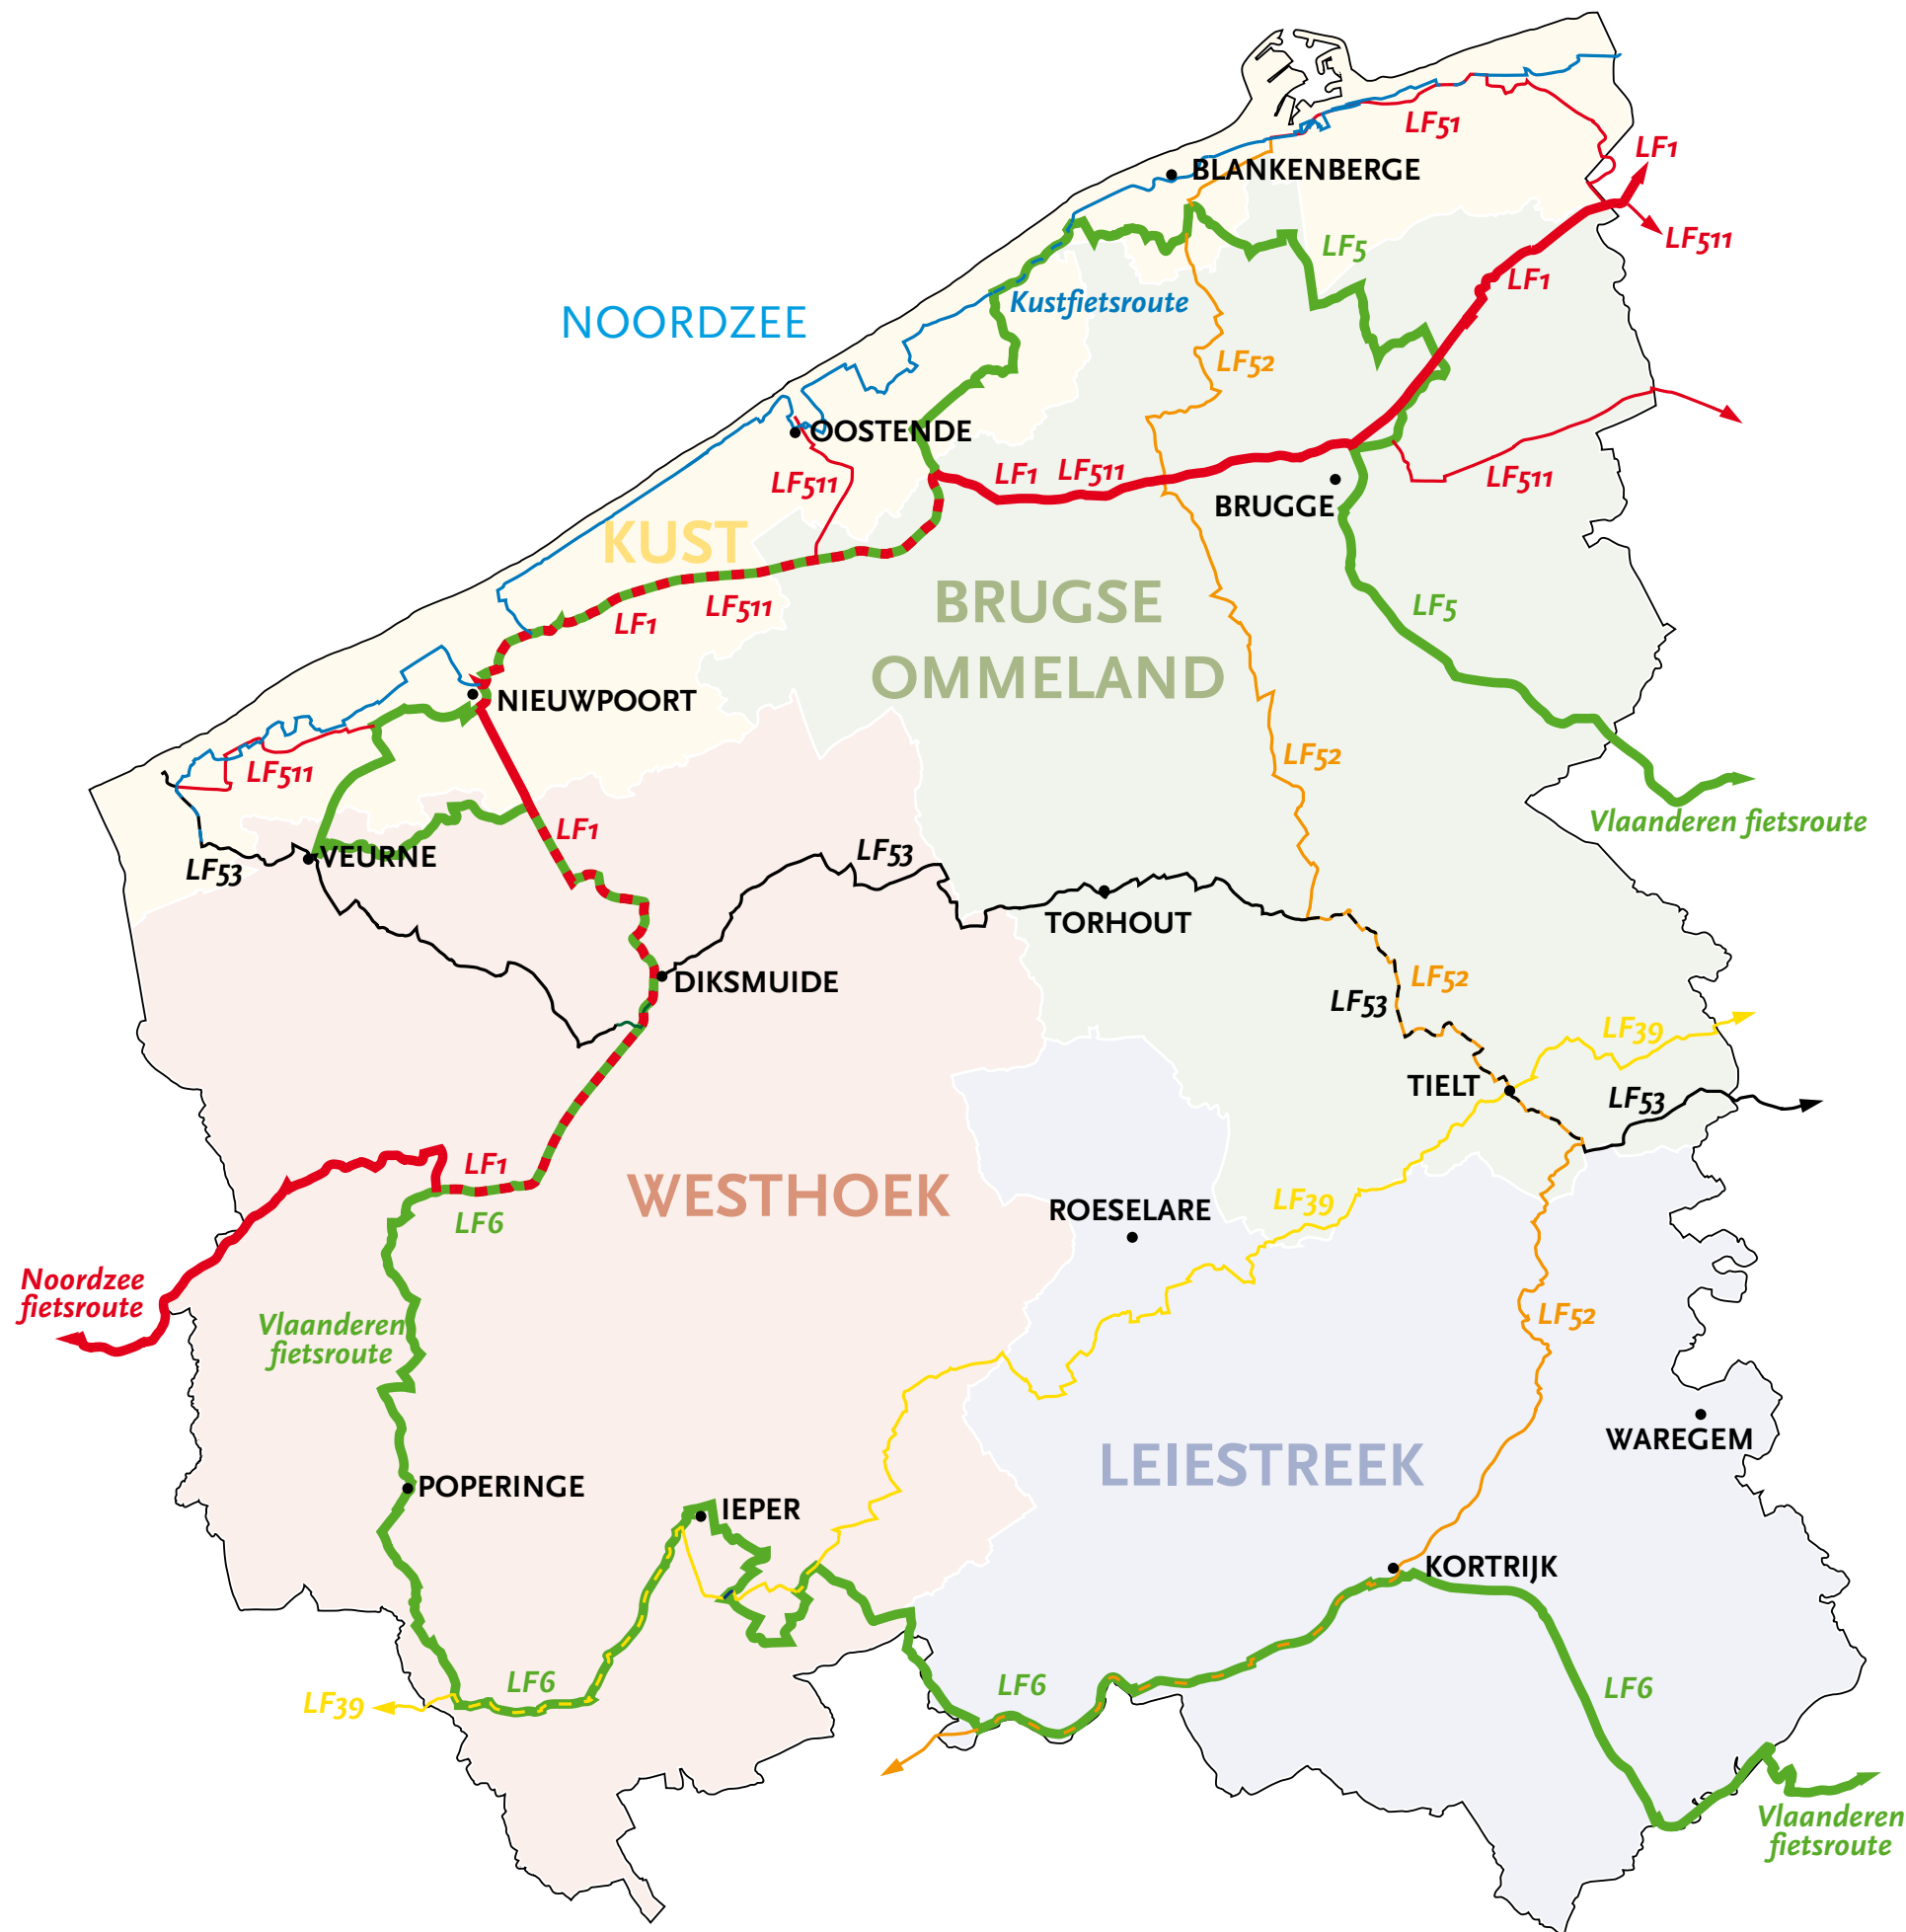 LF51
LF1
BLANKENBERGE
LF511
LF5
LF1
Kustfietsroute
NOORDZEE
LF52
OOSTENDE
LF511
LF1
LF511
LF511
BRUGGE
KUST
BRUGSE
OMMELAND
LF511
LF1
LF5
NIEUWPOORT
LF52
LF511
Vlaanderen fietsroute
LF1
LF53
VEURNE
LF53
TORHOUT
DIKSMUIDE
LF52
LF53
LF39
TIELT
LF53
LF1
WESTHOEK
LF39
ROESELARE
LF6
Noordzee
fietsroute
Vlaanderen
fietsroute
LF52
WAREGEM
LEIESTREEK
POPERINGE
IEPER
KORTRIJK
LF6
LF6
LF6
LF39
Vlaanderen
fietsroute